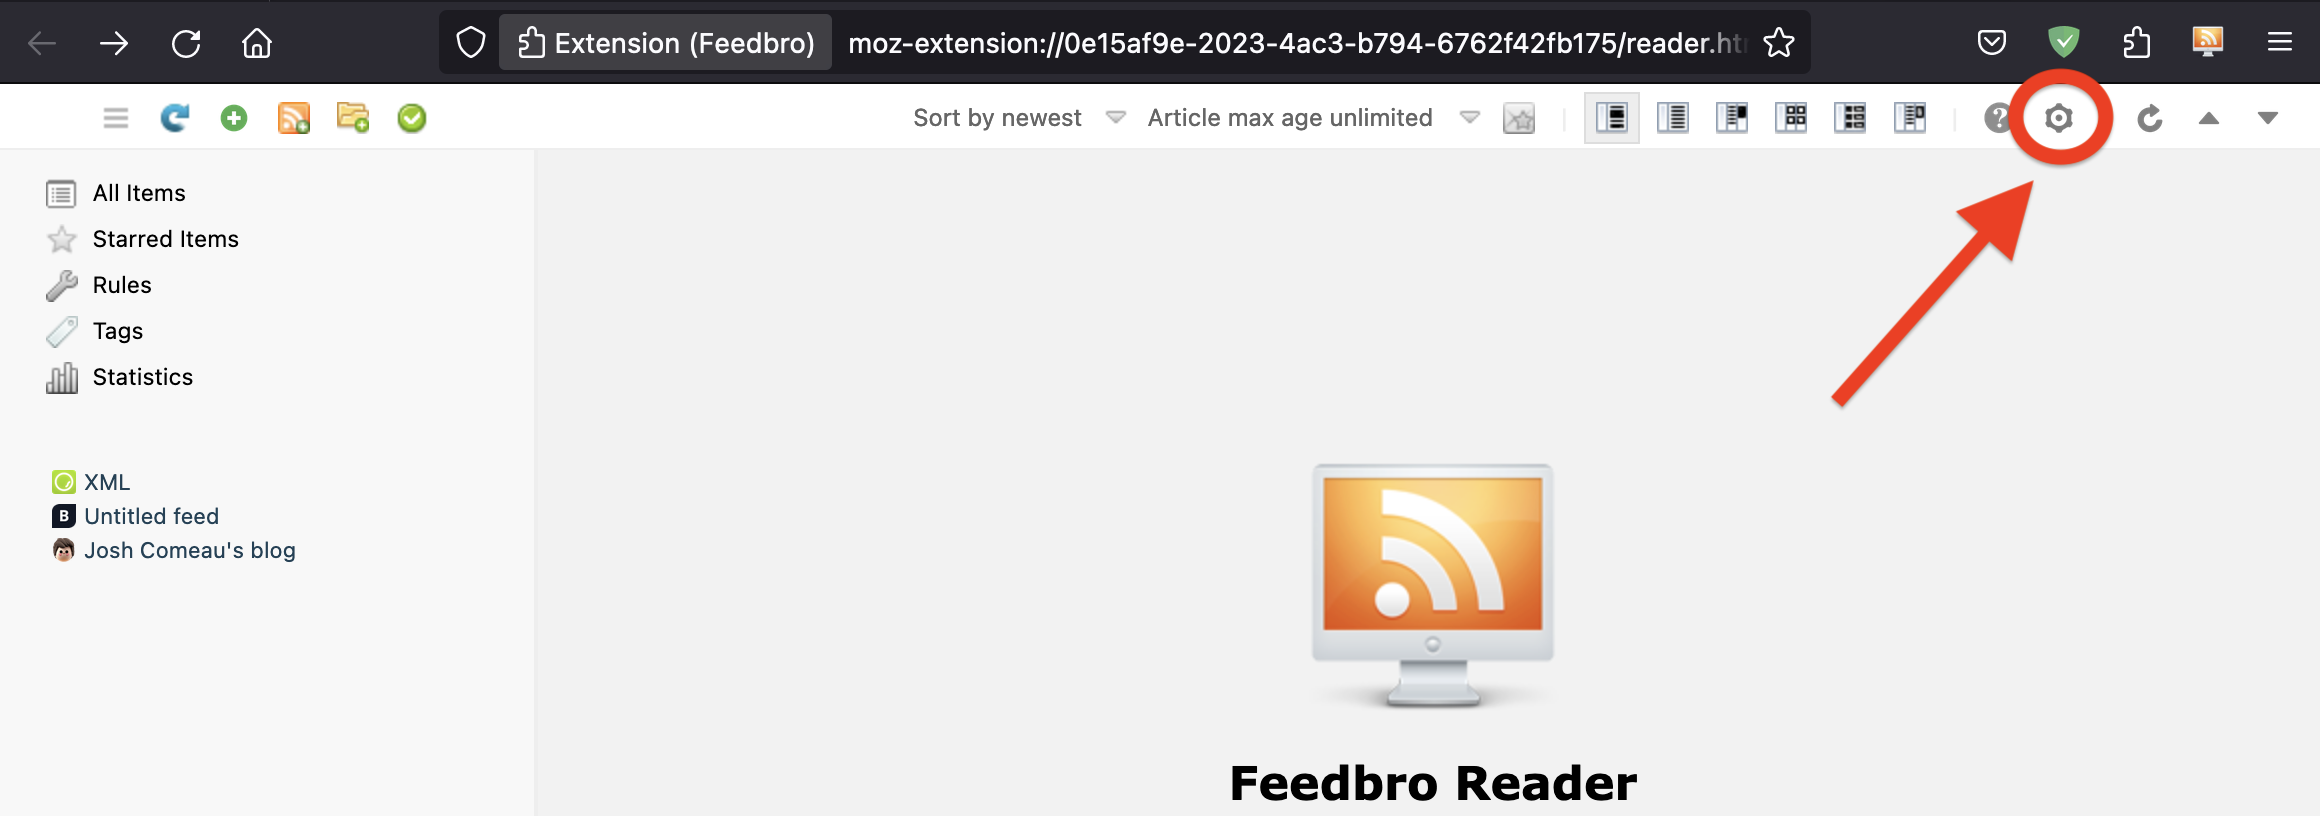 Extension (Feedbro) moz-extension://0e15af9e-2023-4ac3-b794-6762f42fb175/reader.ht
Sort by newest Article max age unlimited
All Items
Starred Items
Rules
Tags
Statistics
XML
B Untitled feed
Josh Comeau's blog
Feedbro Reader